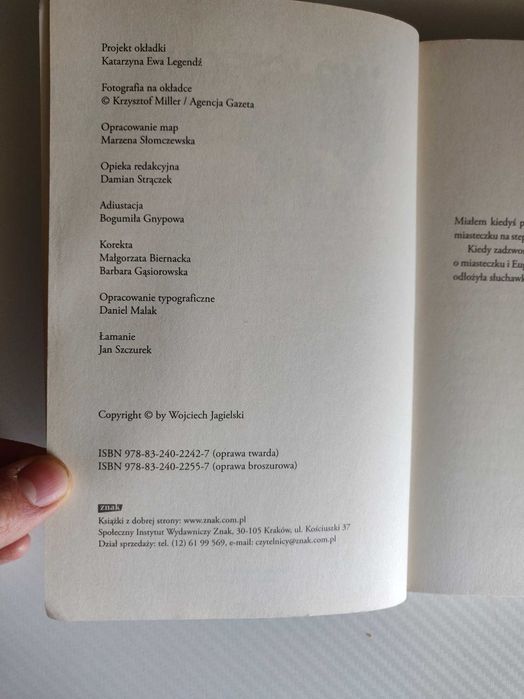 Projekt okładki
Katarzyna Ewa Legendź
Fotografia na okładce
© Krzysztof Miller / Agencja Gazeta
Opracowanie map
Marzena Słomczewska
Opieka redakcyjna
Damian Strączek
Adiustacja
Bogumiła Gnypowa
Korekta
Małgorzata Biernacka
Barbara Gąsiorowska
Opracowanie typograficzne
Daniel Malak
Łamanie
Jan Szczurek
Copyright © by Wojciech Jagielski
ISBN 978-83-240-2242-7 (oprawa twarda)
ISBN 978-83-240-2255-7 (oprawa broszurowa)
znak
Książki z dobrej strony: www.znak.com.pl
Społeczny Instytut Wydawniczy Znak, 30-105 Kraków, ul. Kościuszki 37
Dział sprzedaży: tel. (12) 61 99 569, e-mail: czytelnicy@znak.com.pl
Miałem kiedyś
miasteczku na
Kiedy
o miasteczku i
odłożyła